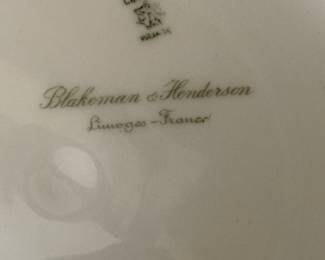 Blakeman & Henderson
Limoges - France